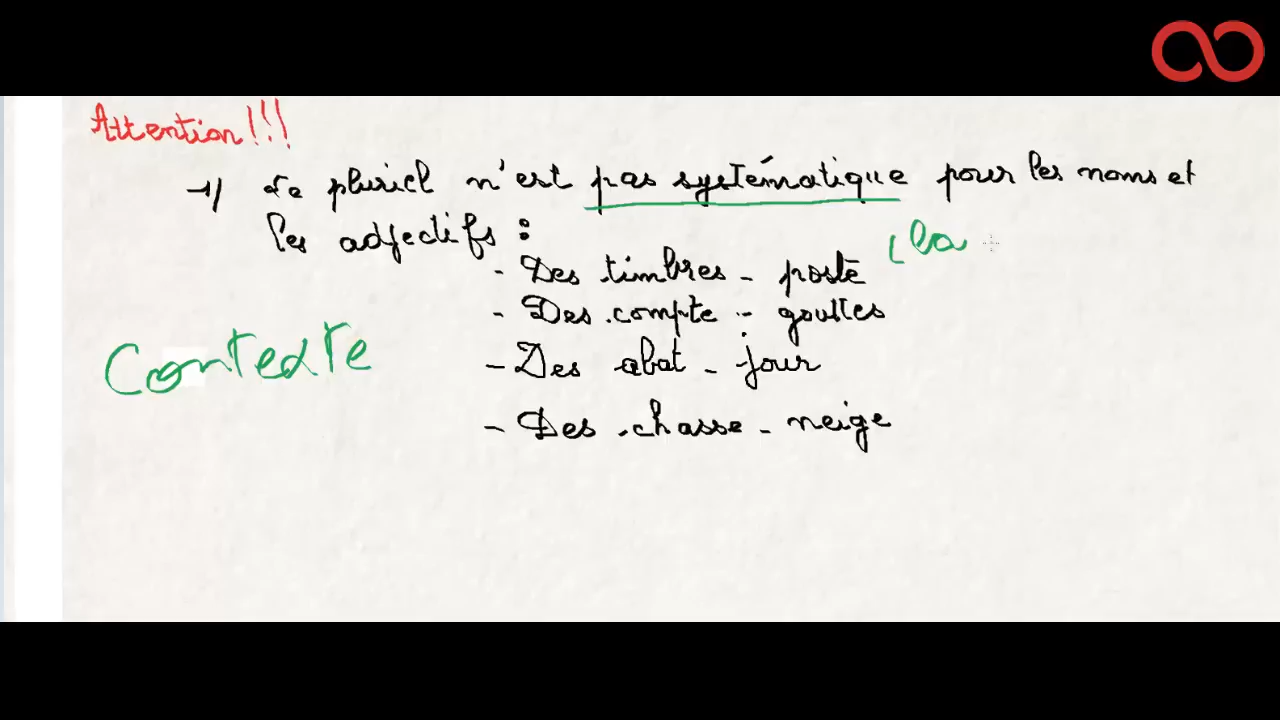 Attention!!!
→ Le pluriel n'est pas systématique pour les noms et
les adjectifs :
- Des timbres - poste (la
- Des compte - gouttes
Contexte
- Des abat - jour
- Des chasse - neige